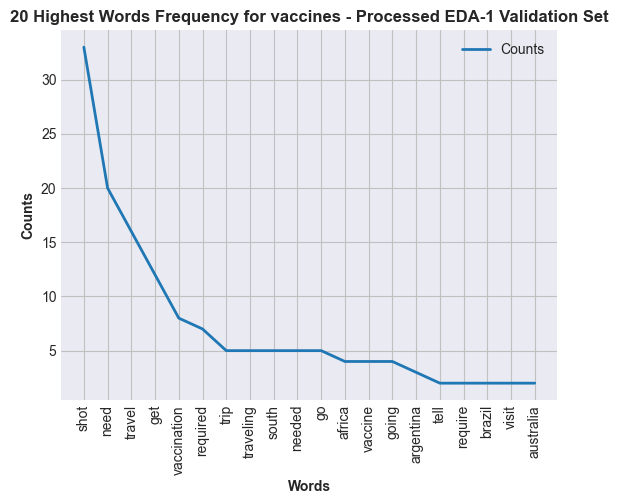 20 Highest Words Frequency for vaccines - Processed EDA-1 Validation Set
Counts
30
25
20
15
10
5
Counts
shot
need
travel
get
vaccination
required
trip
traveling
south
needed
go
africa
vaccine
going
argentina
tell
require
brazil
visit
australia
Words